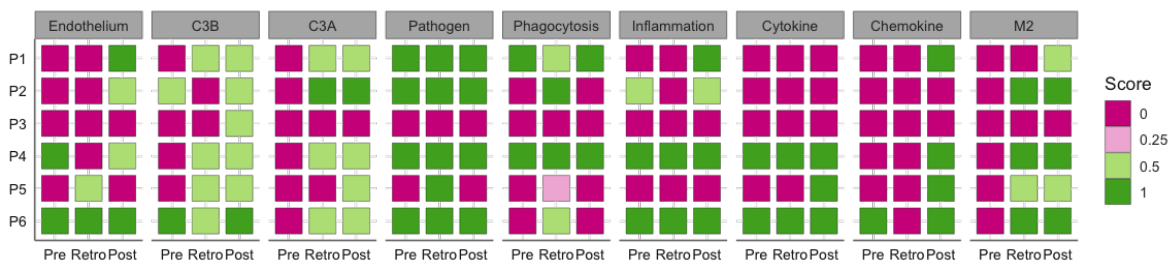 Endothelium C3B C3A Pathogen Phagocytosis Inflammation Cytokine Chemokine M2
P1
P2
P3
P4
P5
P6
Pre Retro Post Pre Retro Post Pre Retro Post Pre Retro Post Pre Retro Post Pre Retro Post Pre Retro Post Pre Retro Post Pre Retro Post
Score
0
0.25
0.5
1